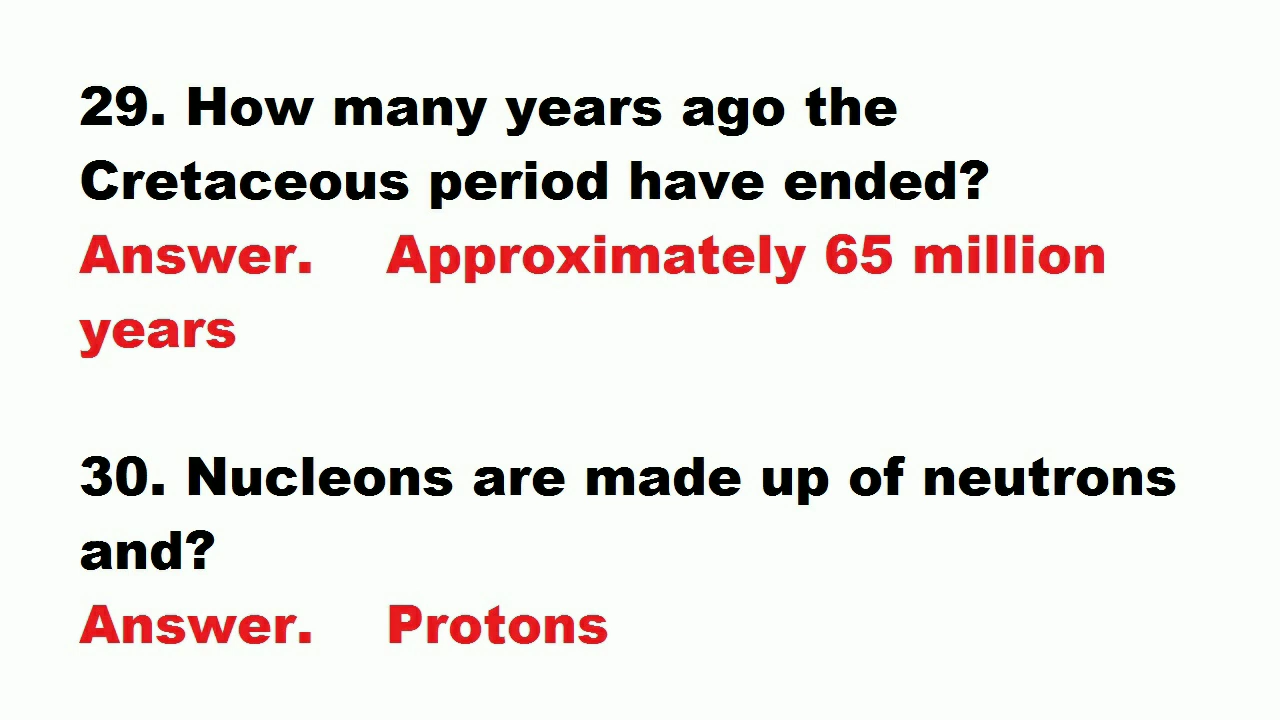 29. How many years ago the
Cretaceous period have ended?
Answer. Approximately 65 million
years
30. Nucleons are made up of neutrons
and?
Answer. Protons